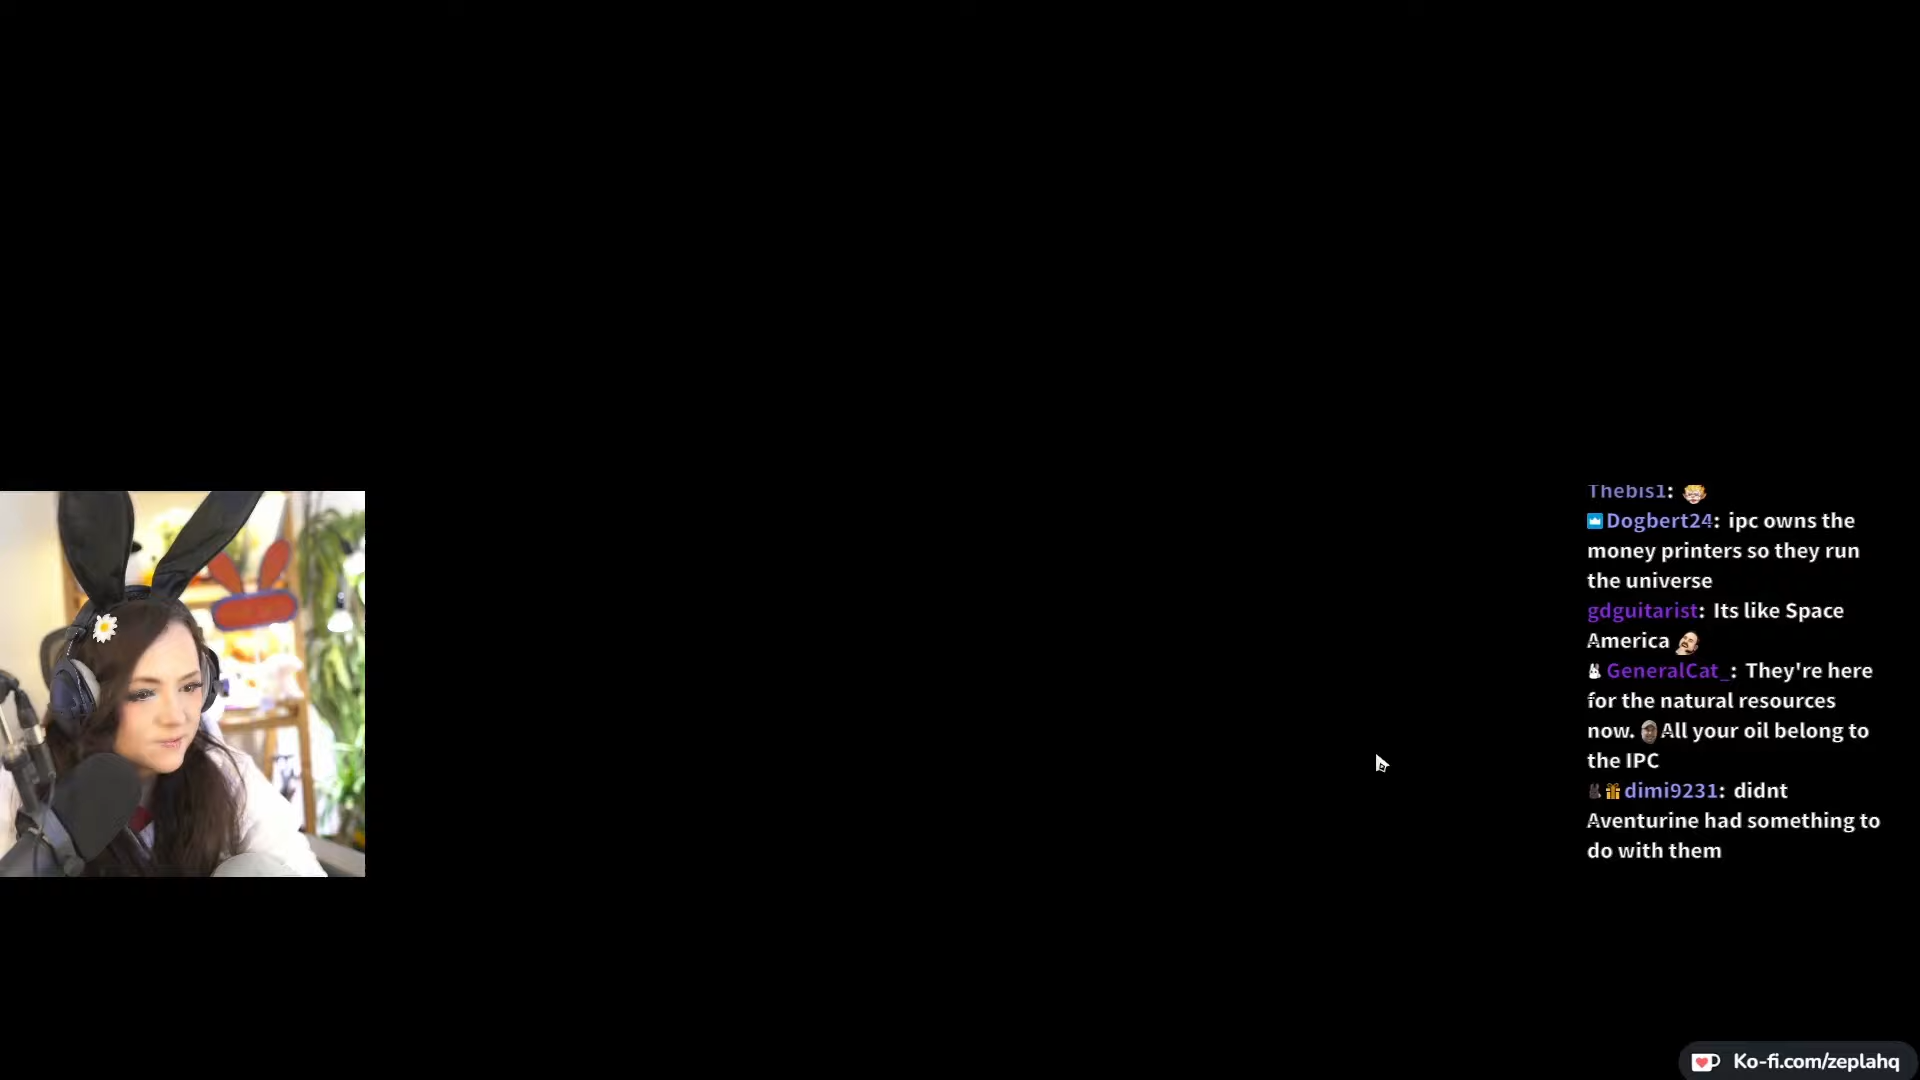 Thebis1:
Dogbert24: ipc owns the
money printers so they run
the universe
gdguitarist: Its like Space
America
GeneralCat_: They're here
for the natural resources
now. All your oil belong to
the IPC
dimi9231: didnt
Aventurine had something to
do with them
Ko-fi.com/zeplahq